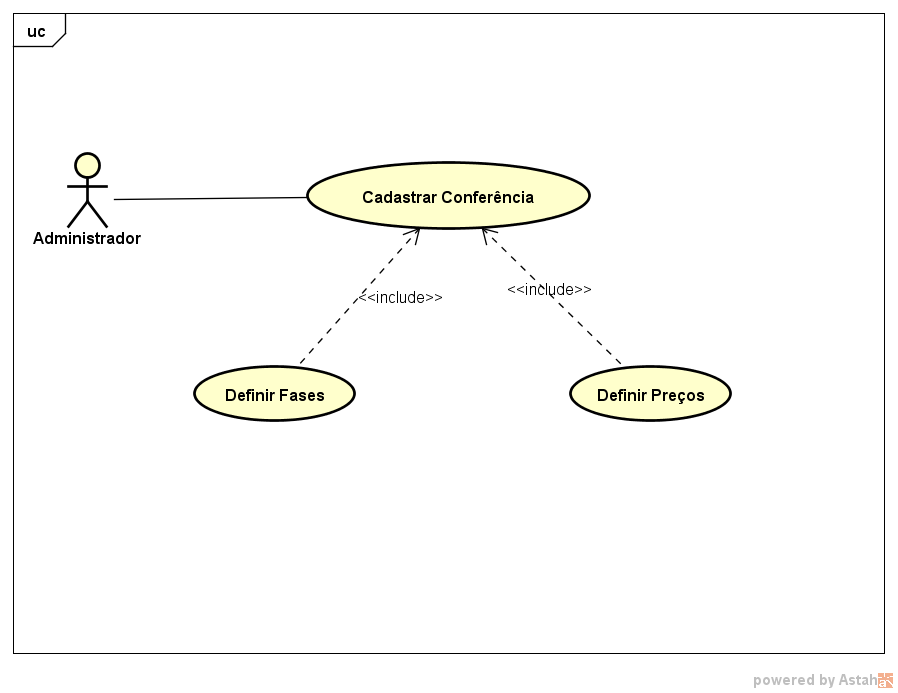 uc
Cadastrar Conferência
Administrador
<<include>>
<<include>>
Definir Fases
Definir Preços
powered by Astah